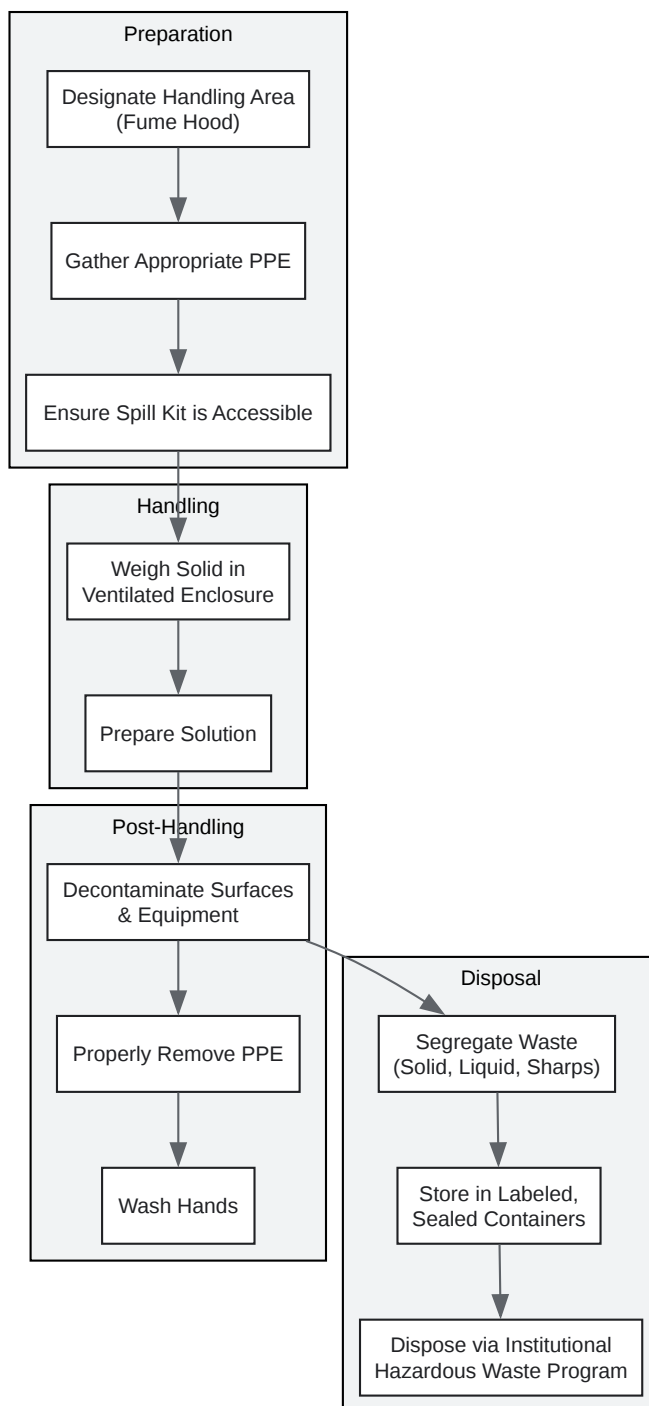 Preparation
Designate Handling Area
(Fume Hood)
Gather Appropriate PPE
Ensure Spill Kit is Accessible
Handling
Weigh Solid in
Ventilated Enclosure
Prepare Solution
Post-Handling
Decontaminate Surfaces
& Equipment
Properly Remove PPE
Wash Hands
Disposal
Segregate Waste
(Solid, Liquid, Sharps)
Store in Labeled,
Sealed Containers
Dispose via Institutional
Hazardous Waste Program